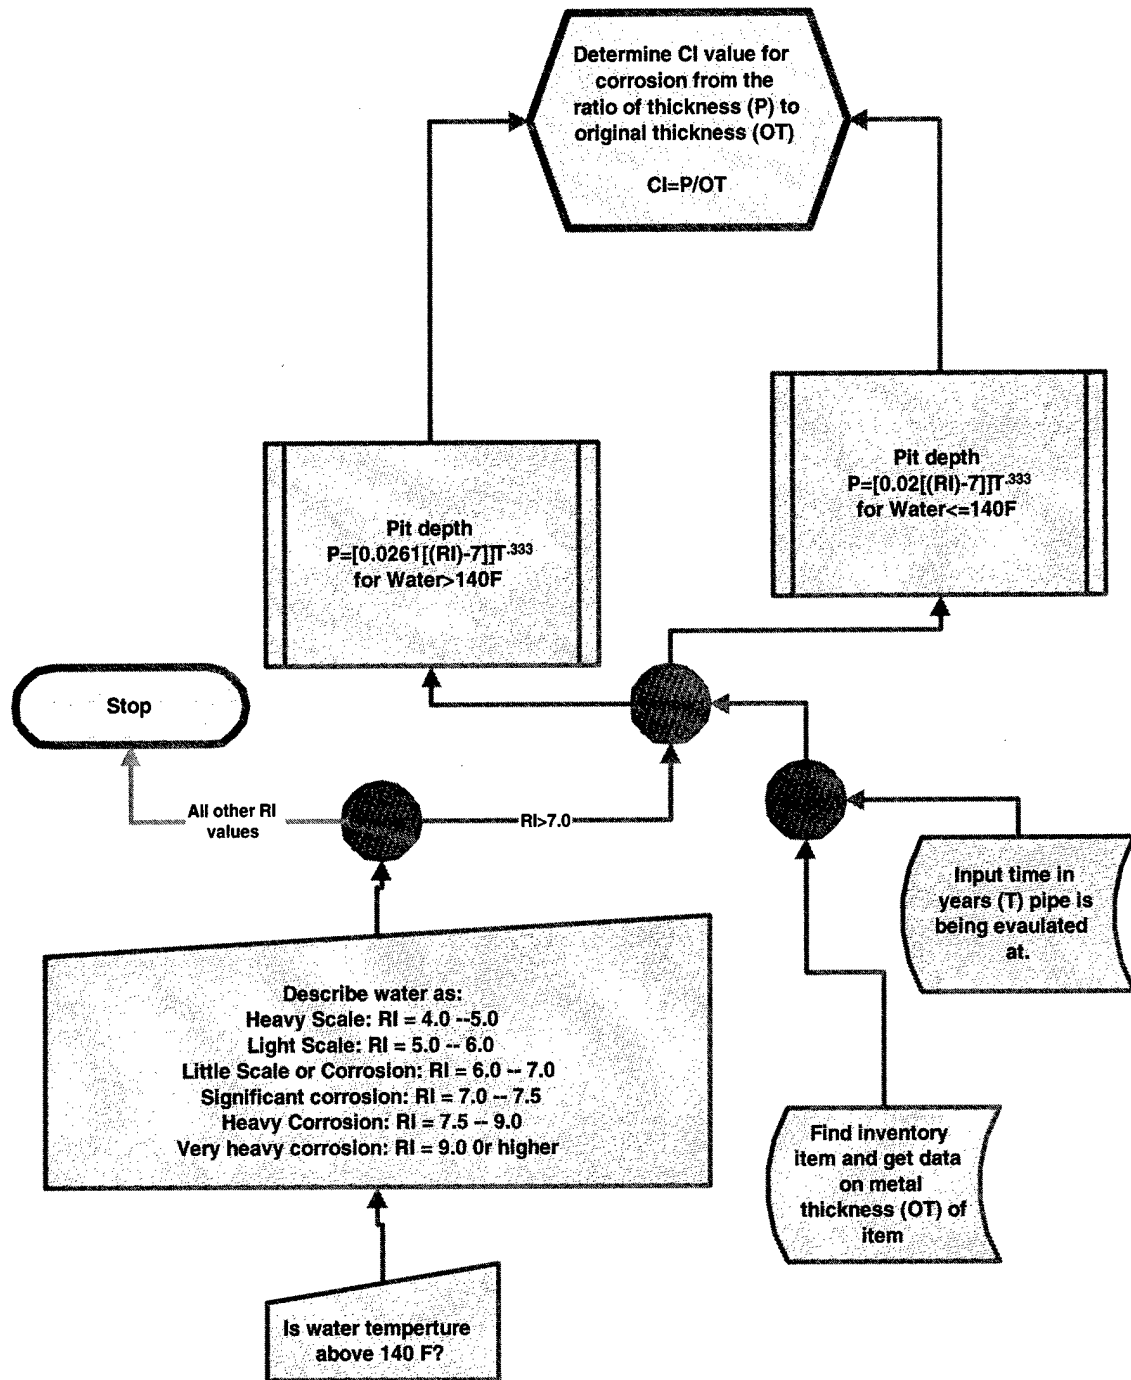 Determine CI value for
corrosion from the
ratio of thickness (P) to
original thickness (OT)
CI=P/OT
Pit depth
P=[0.02[(RI)-7]]T.333
for Water<=140F
Pit depth
P=[0.0261[(RI)-7]]T.333
for Water>140F
Stop
All other RI
values
RI>7.0
Input time in
years (T) pipe is
being evaulated
at.
Describe water as:
Heavy Scale: RI = 4.0 --5.0
Light Scale: RI = 5.0 -- 6.0
Little Scale or Corrosion: RI = 6.0 -- 7.0
Significant corrosion: RI = 7.0 -- 7.5
Heavy Corrosion: RI = 7.5 -- 9.0
Very heavy corrosion: RI = 9.0 0r higher
Find inventory
item and get data
on metal
thickness (OT) of
item
Is water temperture
above 140 F?